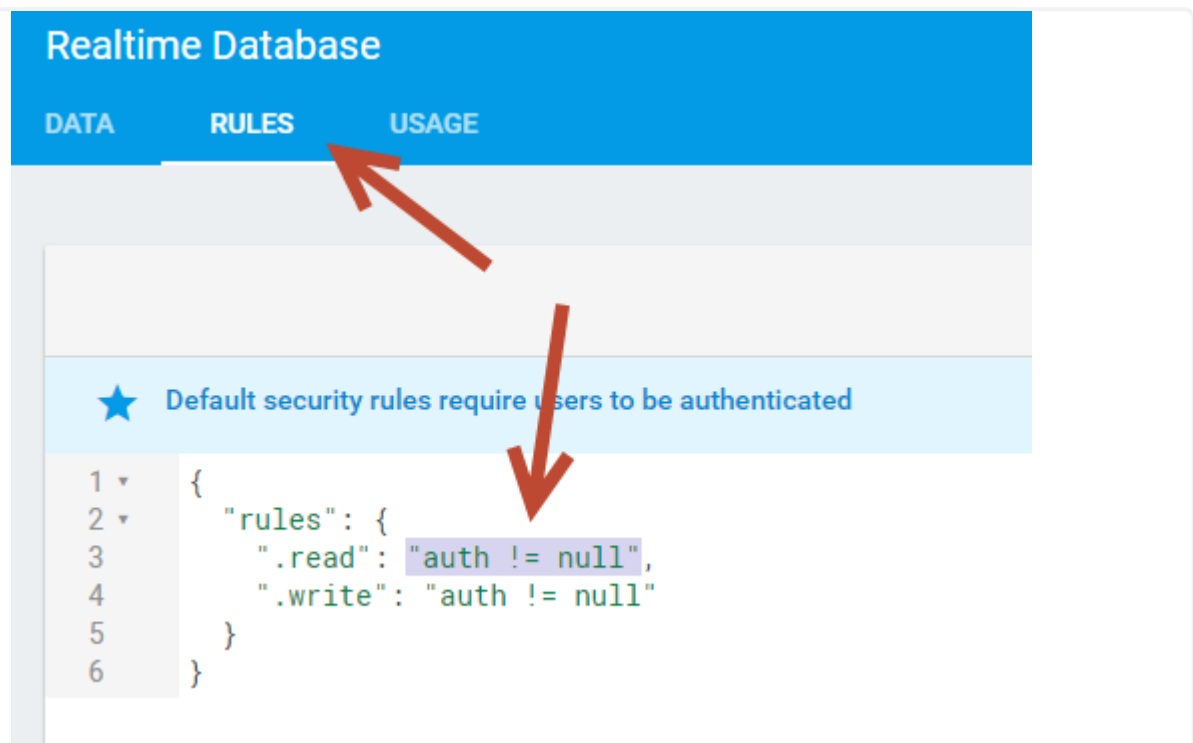 Realtime Database
DATA RULES USAGE
Default security rules require users to be authenticated
1 {
2 "rules": {
3 ".read": "auth != null",
4 ".write": "auth != null"
5 }
6 }